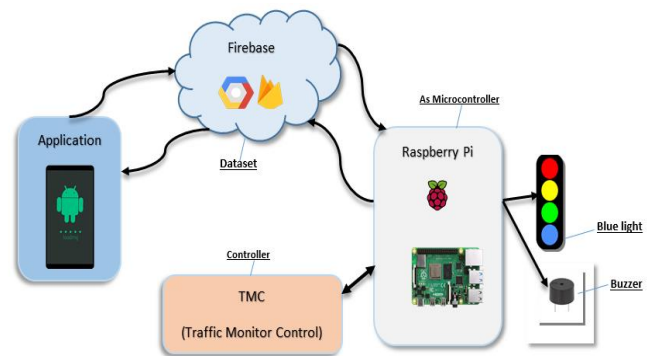 Firebase
As Microcontroller
Application
Dataset
Raspberry Pi
Blue light
Controller
Buzzer
TMC
(Traffic Monitor Control)